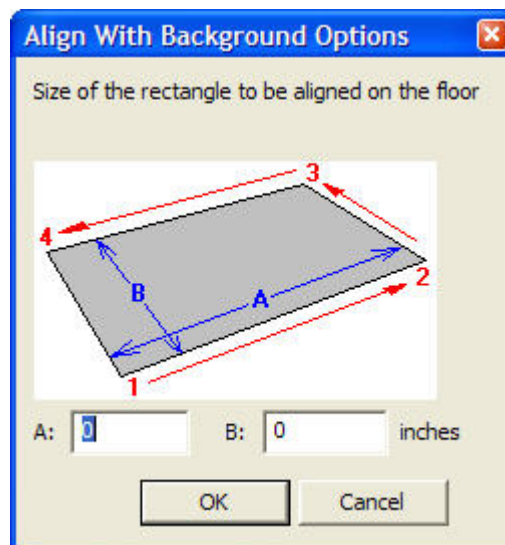 Align With Background Options
Size of the rectangle to be aligned on the floor
3
4
B
A
2
1
A: 0 B: 0 inches
OK Cancel